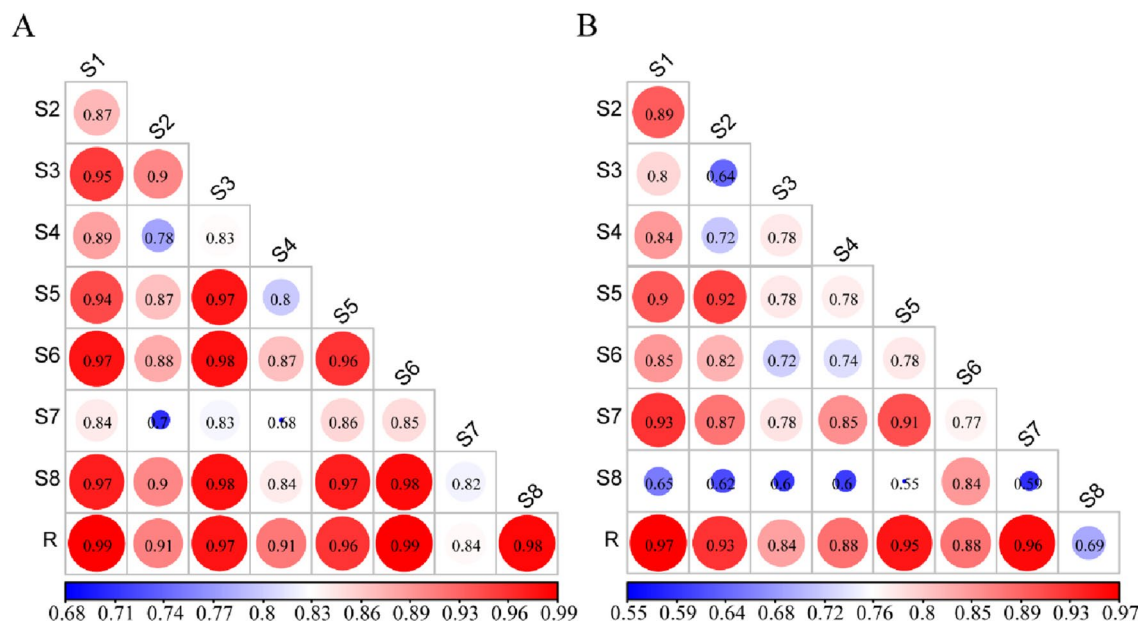 A
S1
S2 0.87 S2
S3 0.95 0.9 S3
S4 0.89 0.78 0.83 S4
S5 0.94 0.87 0.97 0.8 S5
S6 0.97 0.88 0.98 0.87 0.96 S6
S7 0.84 0.7 0.83 0.68 0.86 0.85 S7
S8 0.97 0.9 0.98 0.84 0.97 0.98 0.82 S8
R 0.99 0.91 0.97 0.91 0.96 0.99 0.84 0.98
0.68 0.71 0.74 0.77 0.8 0.83 0.86 0.89 0.93 0.96 0.99
B
S1
S2 0.89 S2
S3 0.8 0.64 S3
S4 0.84 0.72 0.78 S4
S5 0.9 0.92 0.78 0.78 S5
S6 0.85 0.82 0.72 0.74 0.78 S6
S7 0.93 0.87 0.78 0.85 0.91 0.77 S7
S8 0.65 0.62 0.6 0.6 0.55 0.84 0.59 S8
R 0.97 0.93 0.84 0.88 0.95 0.88 0.96 0.69
0.55 0.59 0.64 0.68 0.72 0.76 0.8 0.85 0.89 0.93 0.97